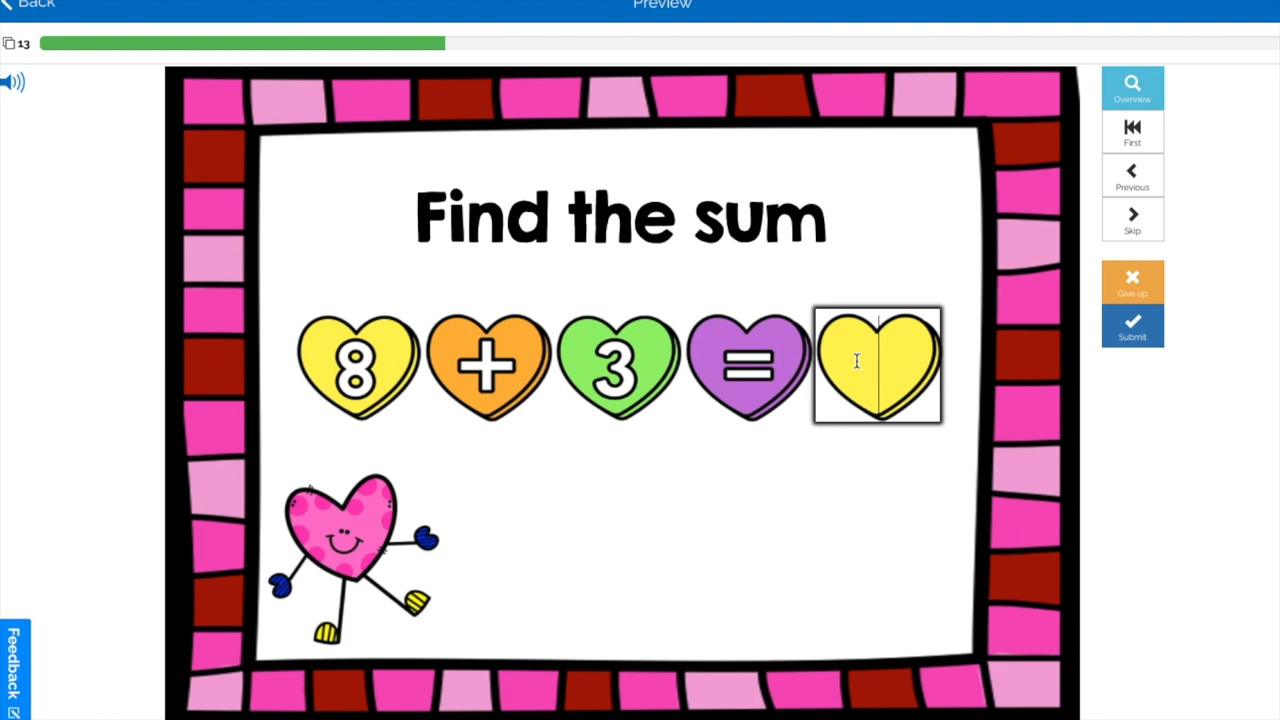 Back
Preview
13
Overview
First
Previous
Skip
Give up
Submit
Find the sum
8 + 3 =
Feedback